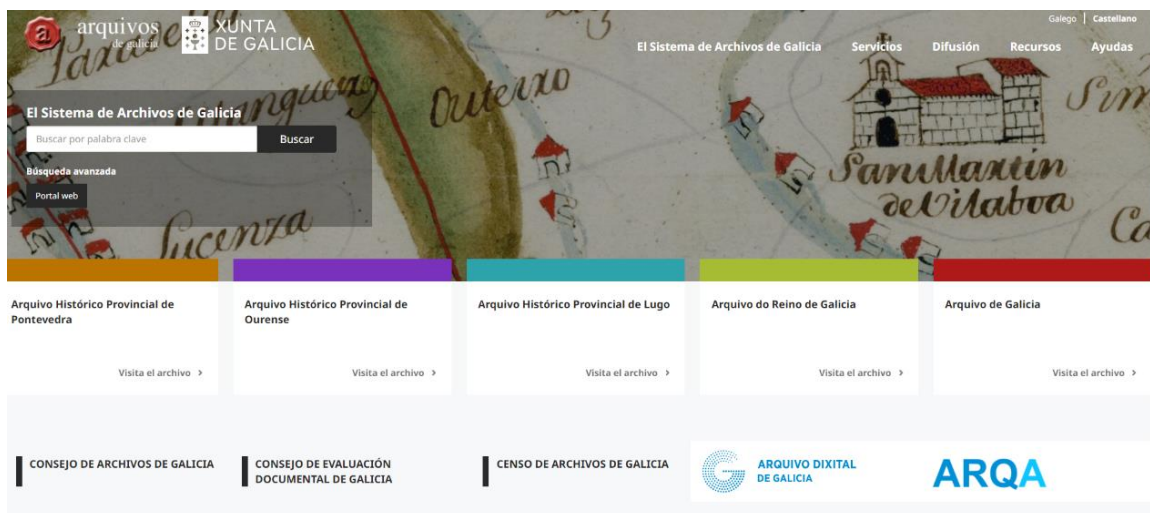 arquivos
de galicia
XUNTA
DE GALICIA
Galego | Castellano
El Sistema de Archivos de Galicia Servicios Difusión Recursos Ayudas
El Sistema de Archivos de Galicia
Buscar por palabra clave Buscar
Búsqueda avanzada
Portal web
Outeiro
San Martin
de Vilaboa
Sim
Ca
Lucenza
Arquivo Histórico Provincial de
Pontevedra
Visita el archivo >
Arquivo Histórico Provincial de
Ourense
Visita el archivo >
Arquivo Histórico Provincial de Lugo
Visita el archivo >
Arquivo do Reino de Galicia
Visita el archivo >
Arquivo de Galicia
Visita el archivo >
CONSEJO DE ARCHIVOS DE GALICIA
CONSEJO DE EVALUACIÓN
DOCUMENTAL DE GALICIA
CENSO DE ARCHIVOS DE GALICIA
ARQUIVO DIXITAL
DE GALICIA
ARQA